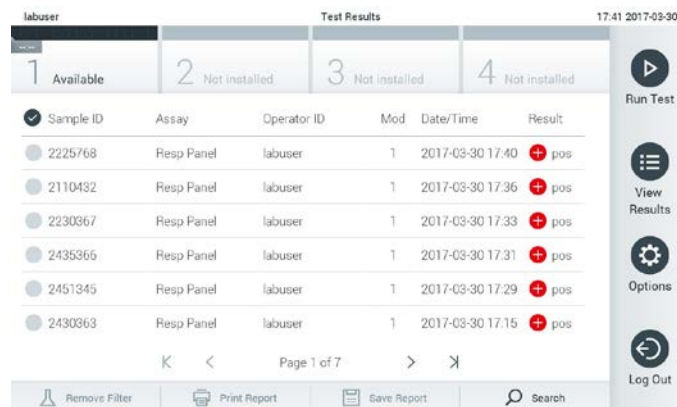 labuser Test Results 17:41 2017-03-30
1 Available 2 Not installed 3 Not installed 4 Not installed
Run Test
Sample ID Assay Operator ID Mod Date/Time Result
2225768 Resp Panel labuser 1 2017-03-30 17:40 pos
2110432 Resp Panel labuser 1 2017-03-30 17:36 pos
View Results
2230367 Resp Panel labuser 1 2017-03-30 17:33 pos
2435366 Resp Panel labuser 1 2017-03-30 17:31 pos
2451345 Resp Panel labuser 1 2017-03-30 17:29 pos
Options
2430363 Resp Panel labuser 1 2017-03-30 17:15 pos
Page 1 of 7
Log Out
Remove Filter Print Report Save Report Search